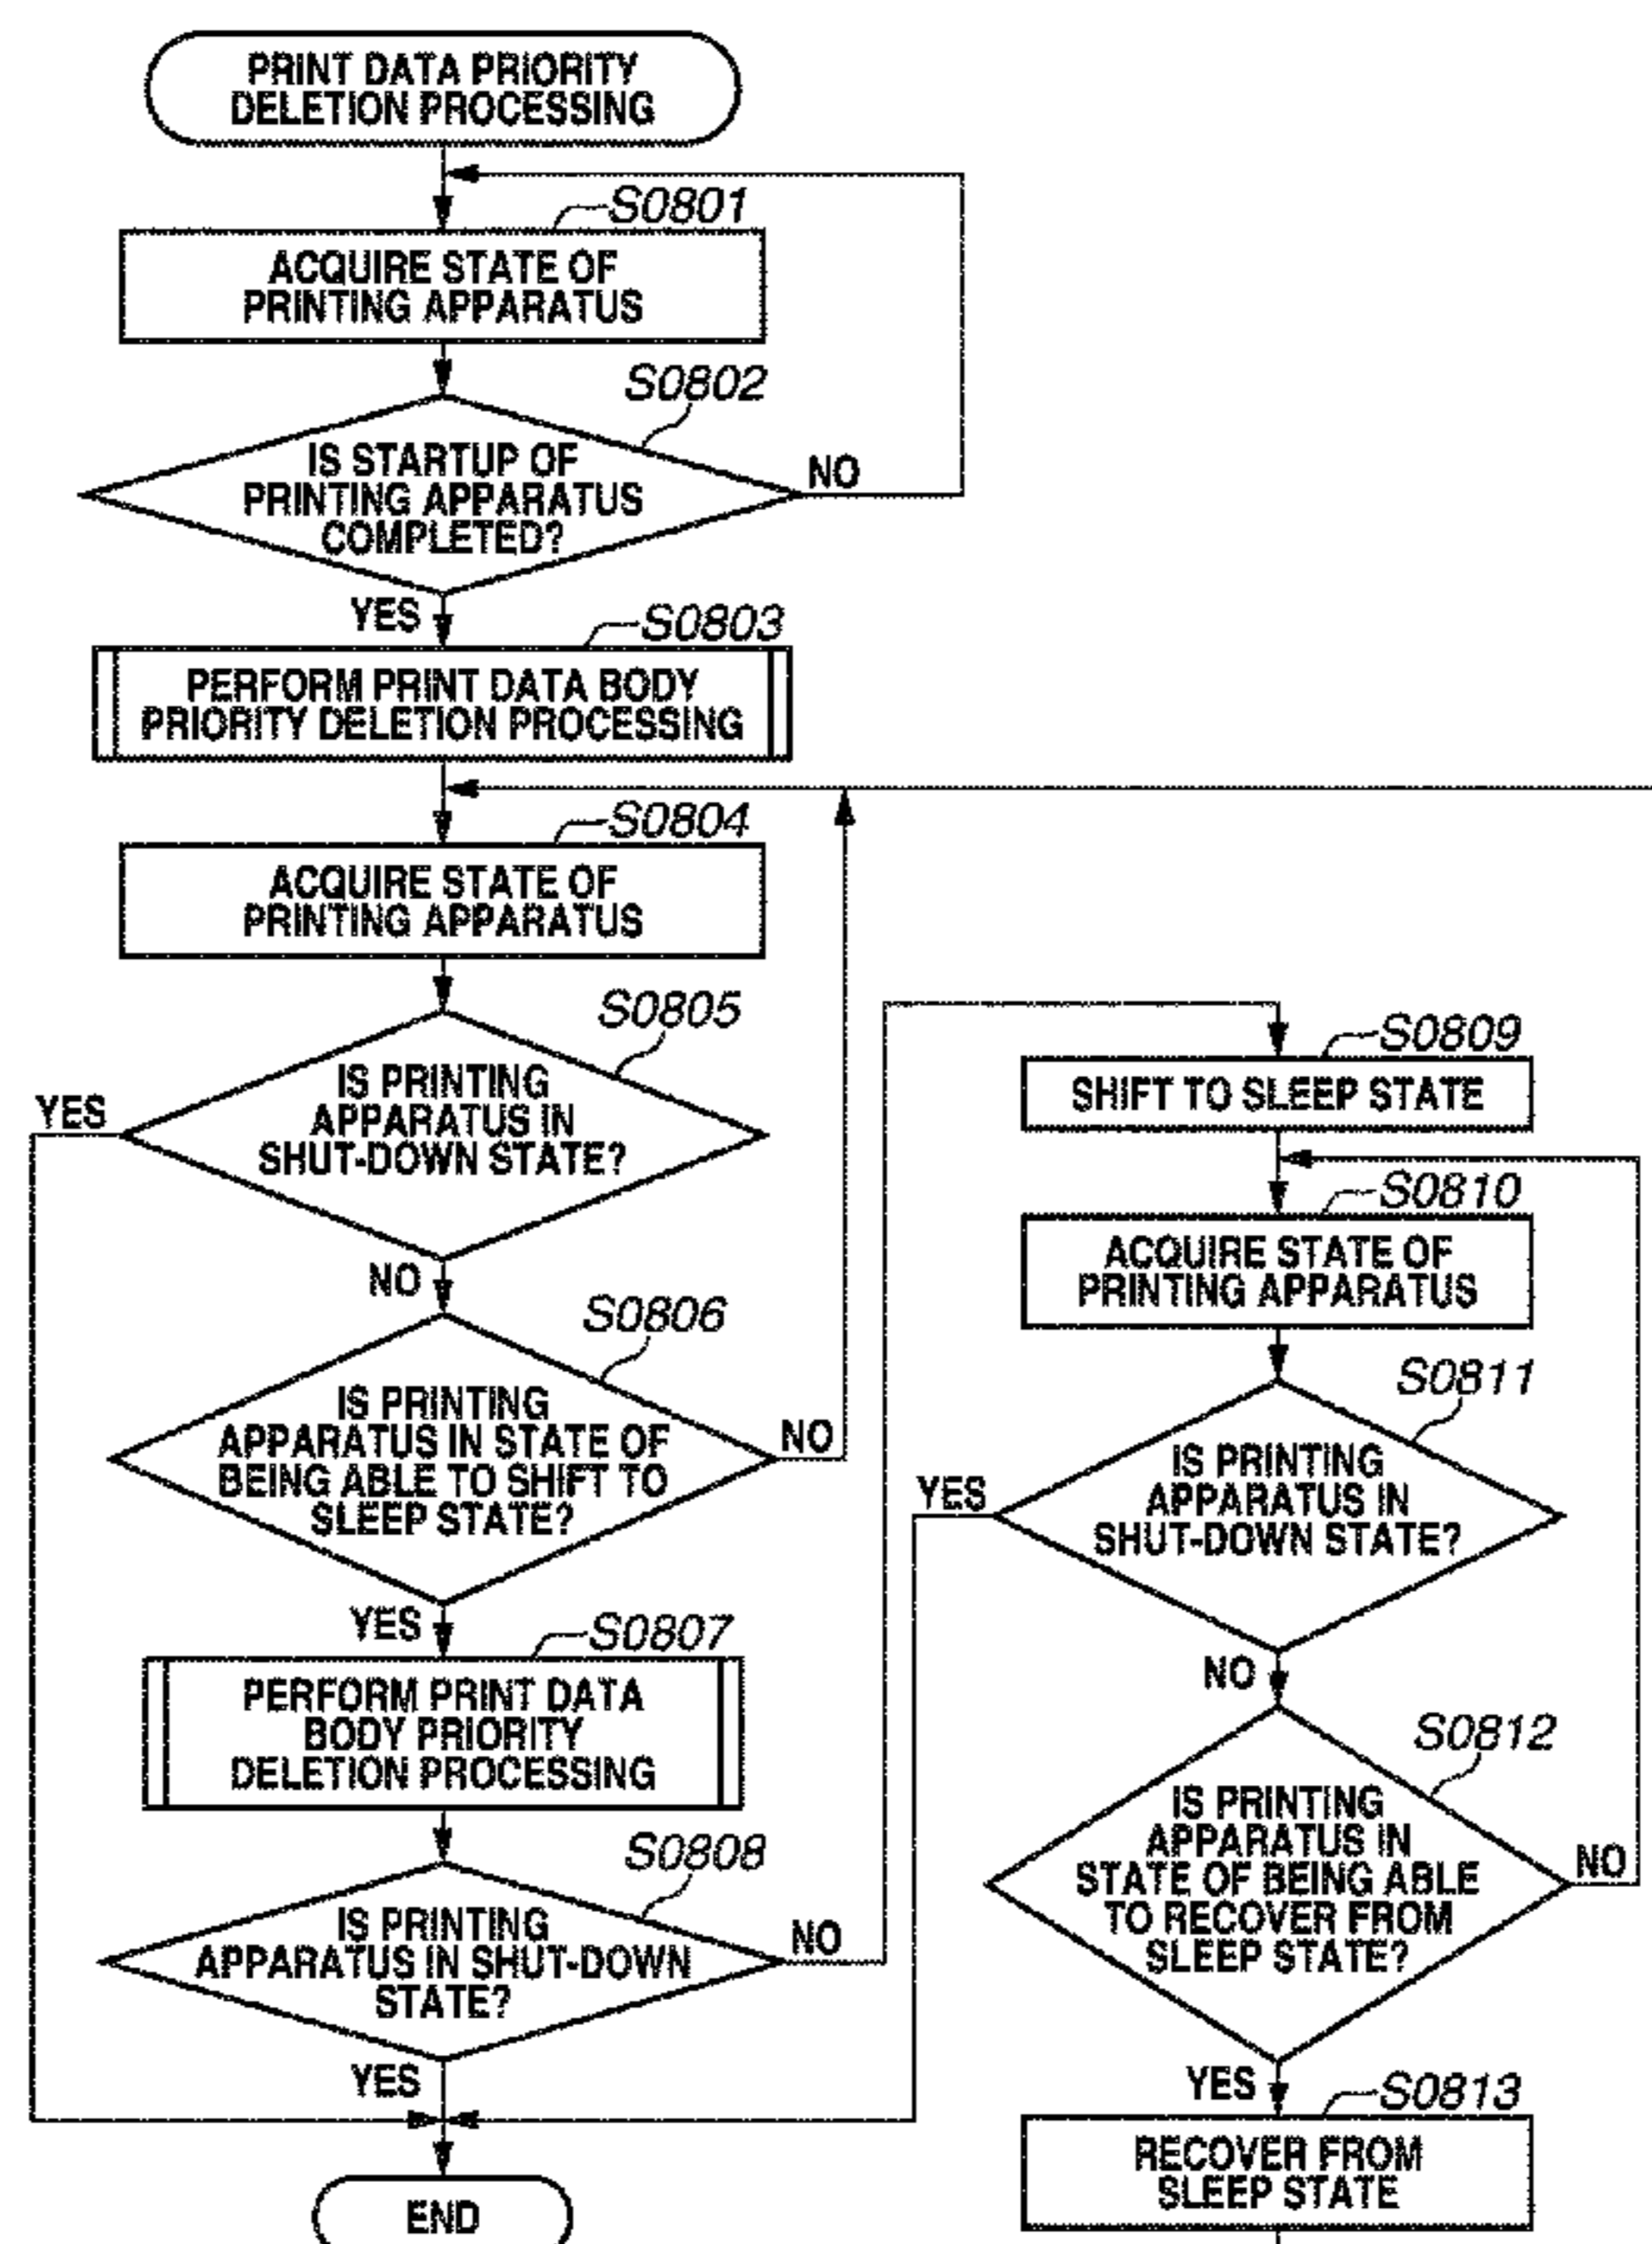 PRINT DATA PRIORITY
DELETION PROCESSING
S0801
ACQUIRE STATE OF
PRINTING APPARATUS
S0802
IS STARTUP OF
PRINTING APPARATUS
COMPLETED?
NO
YES
S0803
PERFORM PRINT DATA BODY
PRIORITY DELETION PROCESSING
S0804
ACQUIRE STATE OF
PRINTING APPARATUS
S0805
IS PRINTING
APPARATUS IN
SHUT-DOWN STATE?
YES
NO
S0806
IS PRINTING
APPARATUS IN STATE OF
BEING ABLE TO SHIFT TO
SLEEP STATE?
NO
YES
S0807
PERFORM PRINT DATA
BODY PRIORITY
DELETION PROCESSING
S0808
IS PRINTING
APPARATUS IN SHUT-DOWN
STATE?
NO
YES
END
S0809
SHIFT TO SLEEP STATE
S0810
ACQUIRE STATE OF
PRINTING APPARATUS
S0811
IS PRINTING
APPARATUS IN
SHUT-DOWN STATE?
YES
NO
S0812
IS PRINTING
APPARATUS IN
STATE OF BEING ABLE
TO RECOVER FROM
SLEEP STATE?
NO
YES
S0813
RECOVER FROM
SLEEP STATE